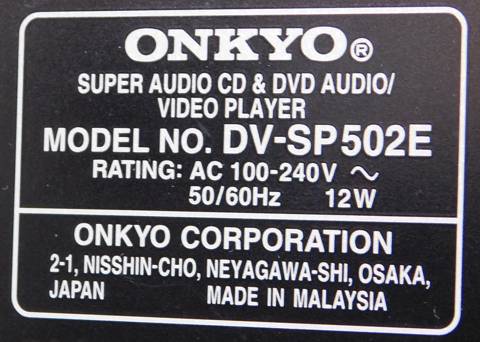 ONKYO®
SUPER AUDIO CD & DVD AUDIO/
VIDEO PLAYER
MODEL NO. DV-SP502E
RATING: AC 100-240V ~
50/60Hz 12W
ONKYO CORPORATION
2-1, NISSHIN-CHO, NEYAGAWA-SHI, OSAKA,
JAPAN MADE IN MALAYSIA